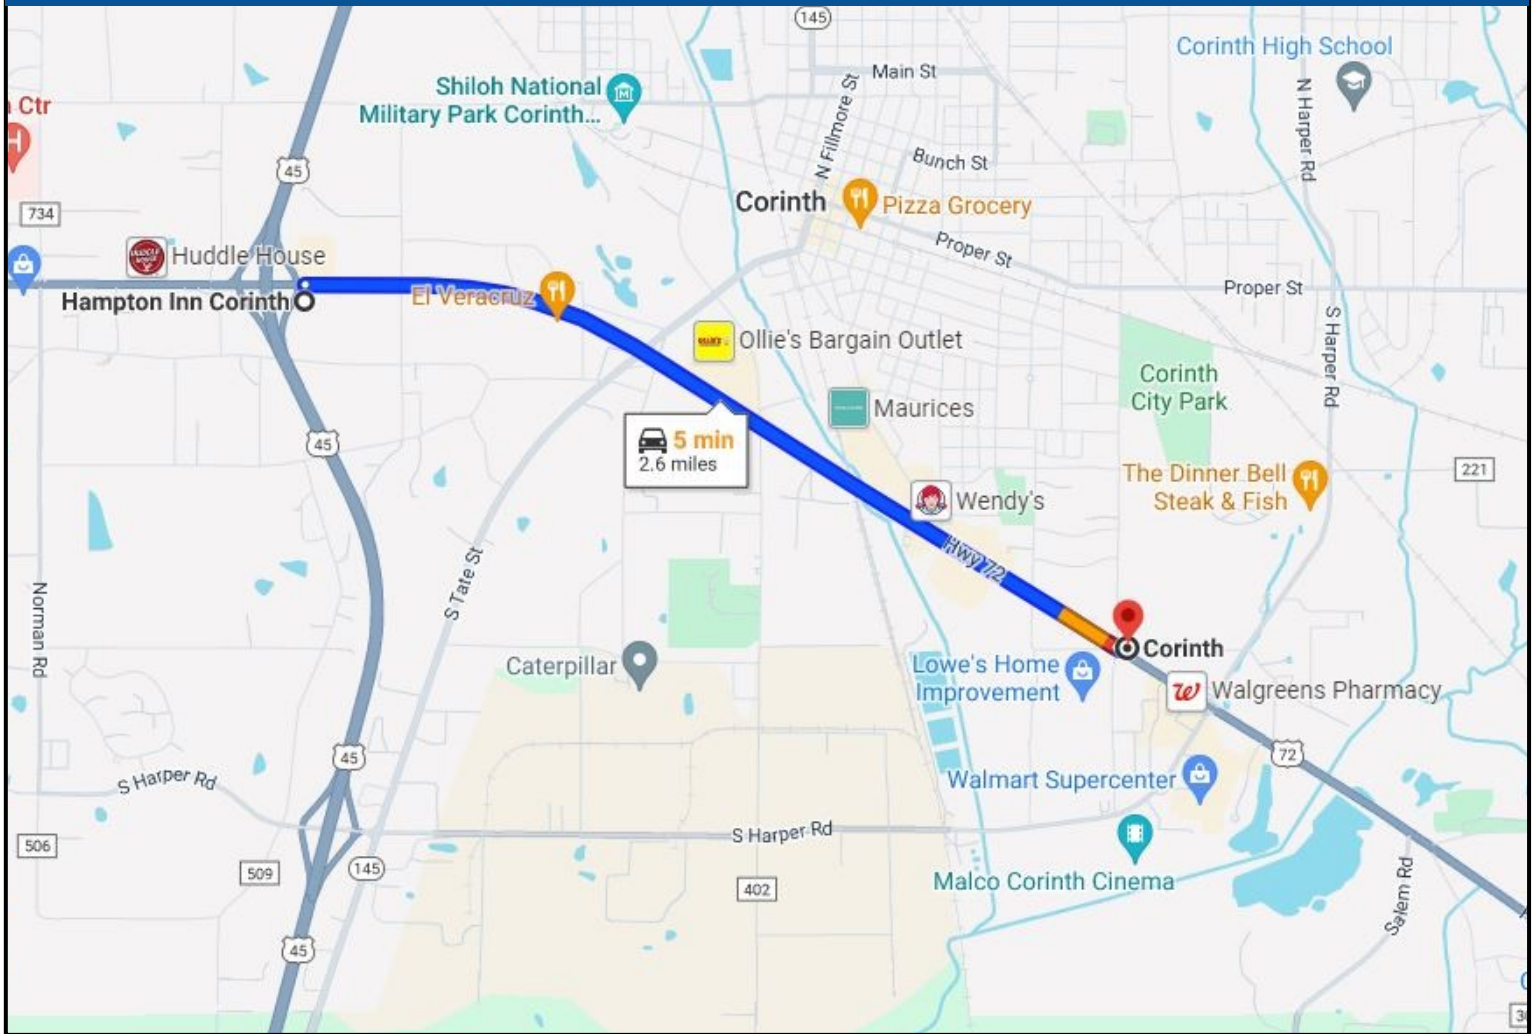 145
Main St
Corinth High School
Shiloh National
Military Park Corinth...
N Fillmore St
N Harper Rd
Ctr
H
45
Bunch St
Corinth
Pizza Grocery
734
Proper St
Huddle House
Hampton Inn Corinth
El Veracruz
Proper St
Ollie's Bargain Outlet
S Harper Rd
Corinth
City Park
Maurices
45
5 min
2.6 miles
The Dinner Bell
Steak & Fish
221
Wendy's
Hwy 72
S Tate St
Norman Rd
Caterpillar
Corinth
Lowe's Home
Improvement
Walgreens Pharmacy
45
72
S Harper Rd
Walmart Supercenter
S Harper Rd
506
509
145
402
Malco Corinth Cinema
Salem Rd
45